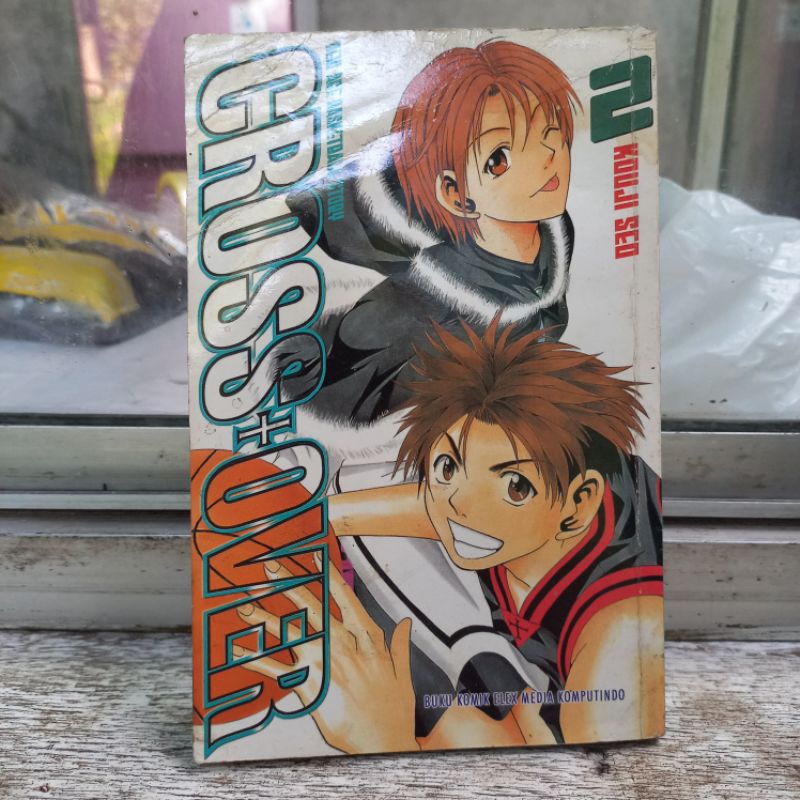 CROSS+OVER
2
KOUJI SEO
BUKU KOMIK ELEX MEDIA KOMPUTINDO